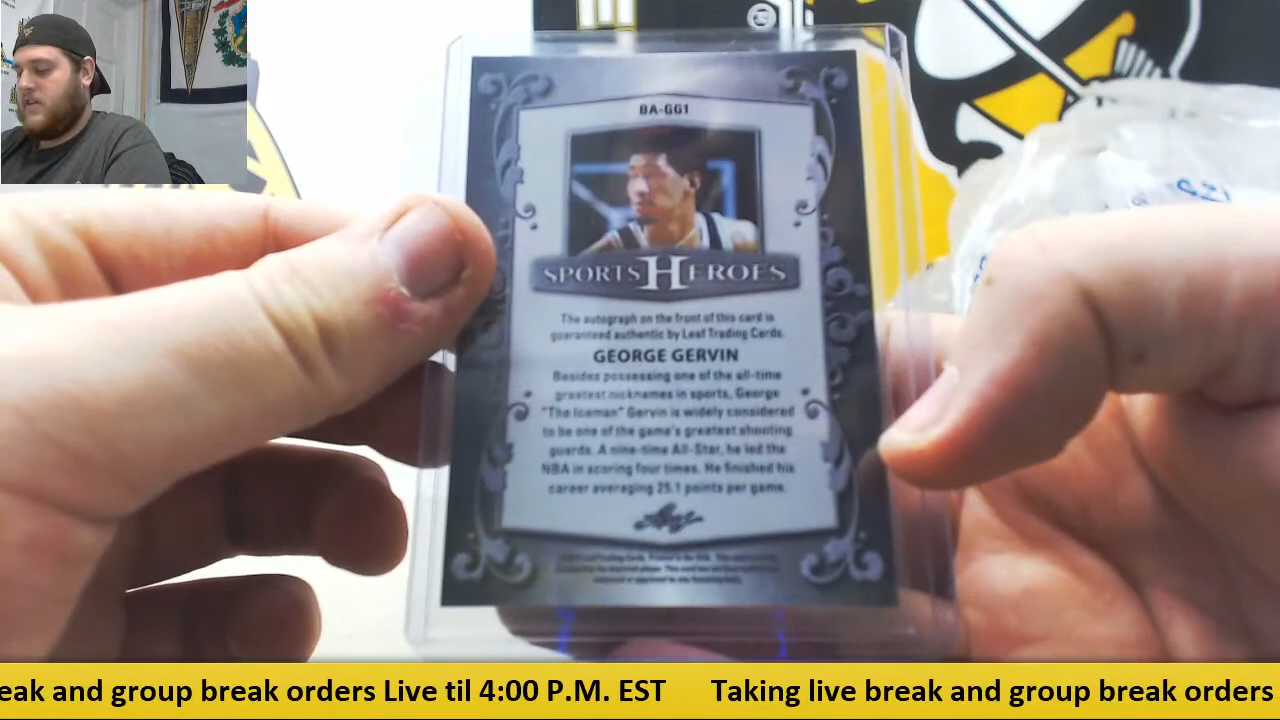 BA-GG1
SPORTS HEROES
The autograph on the front of this card is
guaranteed authentic by Leaf Trading Cards.
GEORGE GERVIN
Besides possessing one of the all-time
greatest nicknames in sports, George
"The Iceman" Gervin is widely considered
to be one of the game's greatest shooting
guards. A nine-time All-Star, he led the
NBA in scoring four times. He finished his
career averaging 25.1 points per game.
Leaf
eak and group break orders Live til 4:00 P.M. EST Taking live break and group break orders